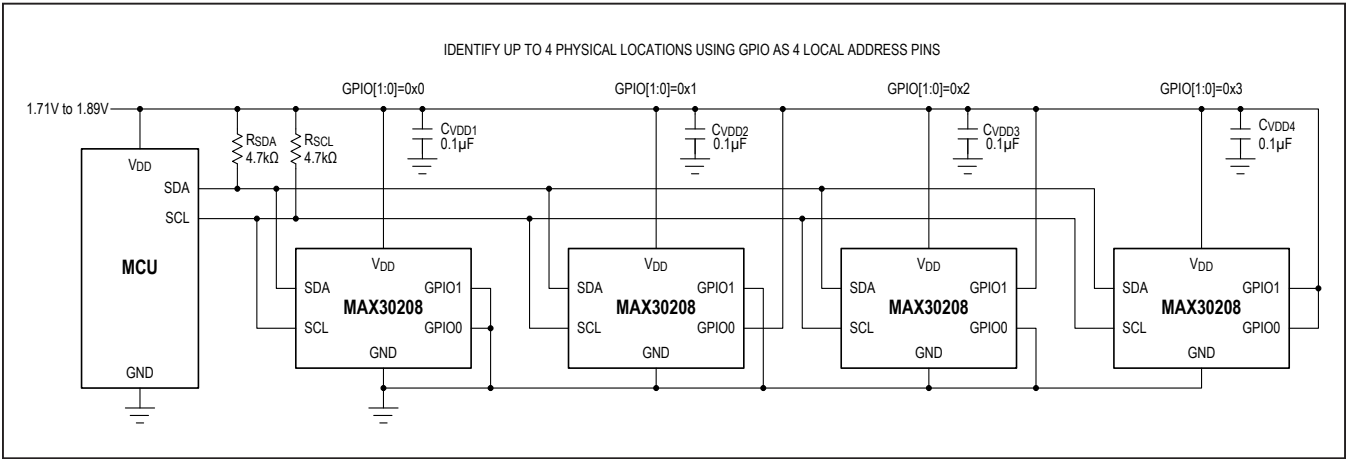 IDENTIFY UP TO 4 PHYSICAL LOCATIONS USING GPIO AS 4 LOCAL ADDRESS PINS
GPIO[1:0]=0x0
GPIO[1:0]=0x1
GPIO[1:0]=0x2
GPIO[1:0]=0x3
1.71V to 1.89V
RSDA
4.7kΩ
RSCL
4.7kΩ
CVDD1
0.1µF
CVDD2
0.1µF
CVDD3
0.1µF
CVDD4
0.1µF
VDD
SDA
SCL
MCU
GND
VDD
SDA
GPIO1
MAX30208
SCL
GPIO0
GND
VDD
SDA
GPIO1
MAX30208
SCL
GPIO0
GND
VDD
SDA
GPIO1
MAX30208
SCL
GPIO0
GND
VDD
SDA
GPIO1
MAX30208
SCL
GPIO0
GND